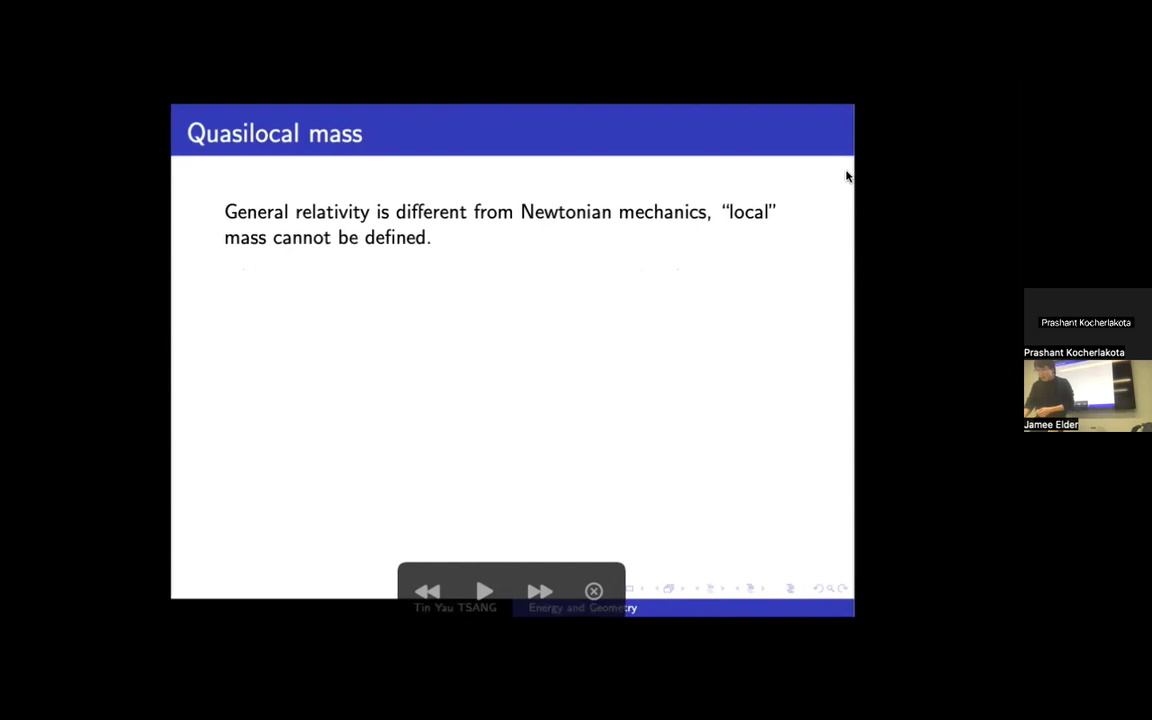 Quasilocal mass
General relativity is different from Newtonian mechanics, “local”
mass cannot be defined.
Tin Yau TSANG
Energy and Geometry
Prashant Kocherlakota
Prashant Kocherlakota
Jamee Elder